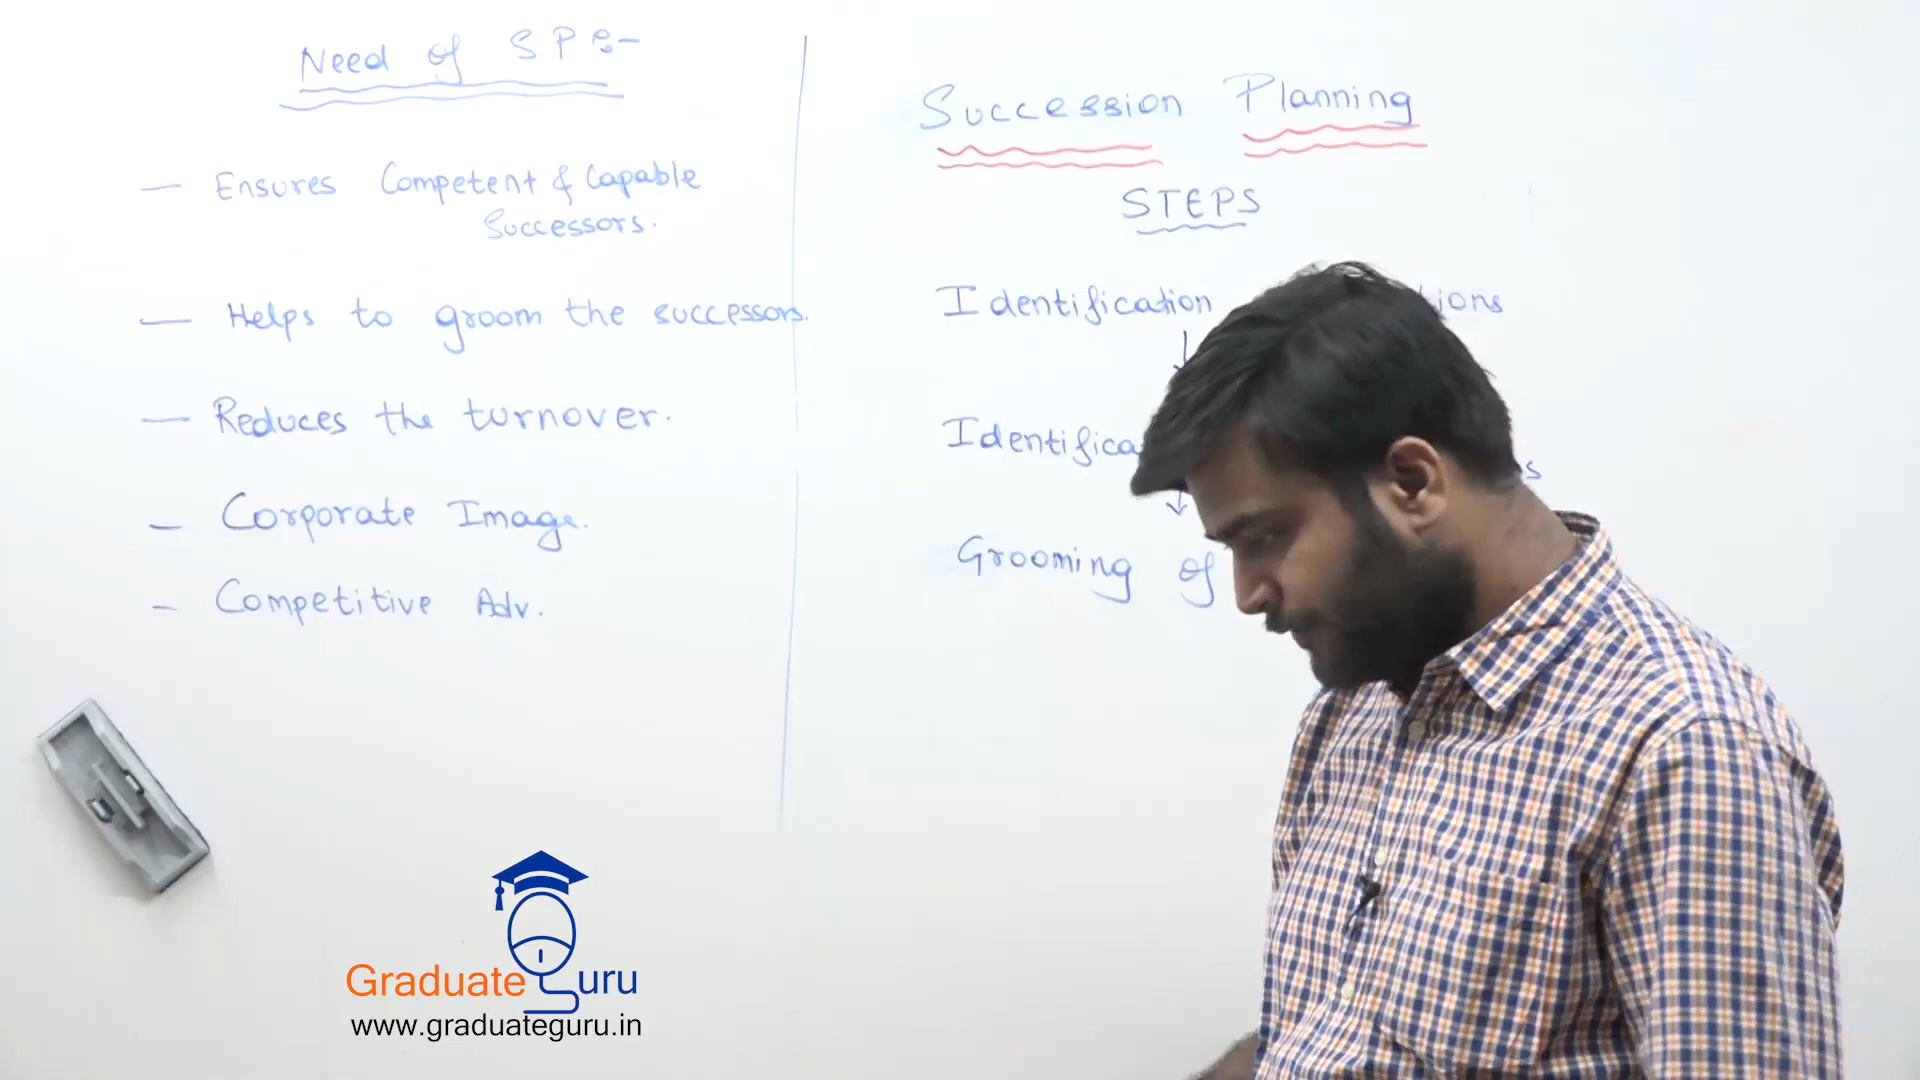 Need of SP:-
— Ensures Competent & Capable
Successors.
— Helps to groom the successors.
— Reduces the turnover.
— Corporate Image.
— Competitive Adv.
Succession Planning
STEPS
Identification
Grooming of
Graduate Guru
www.graduateguru.in